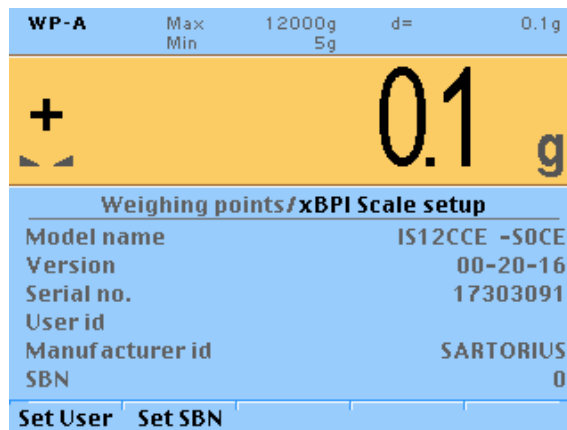 WP-A Max 12000g d= 0.1g
Min 5g
+ 0.1 g
Weighing points/xBPI Scale setup
Model name IS12CCE -S0CE
Version 00-20-16
Serial no. 17303091
User id
Manufacturer id SARTORIUS
SBN 0
Set User Set SBN